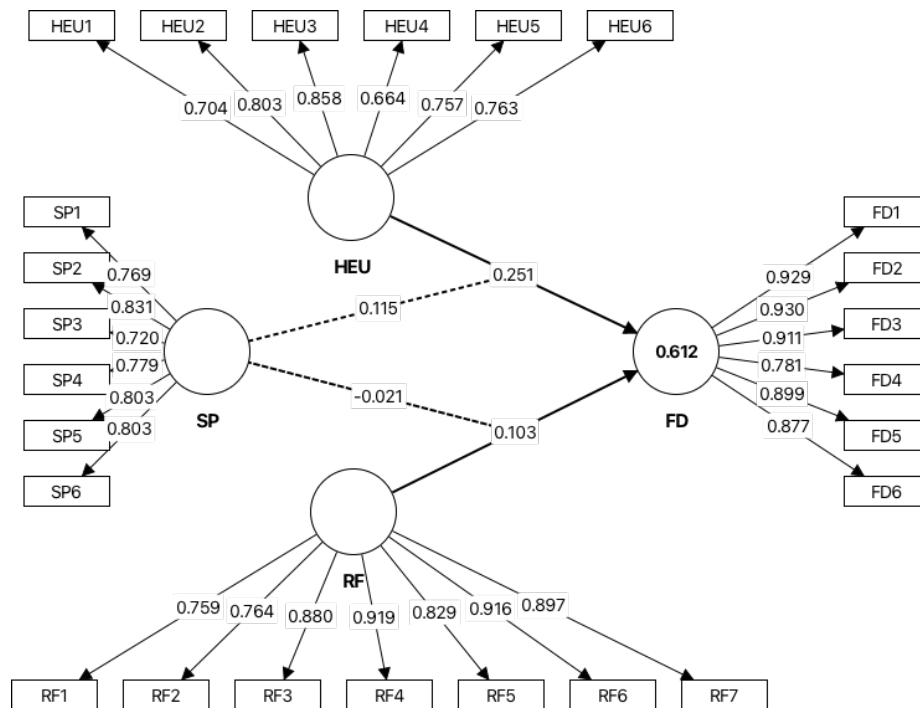 HEU1 HEU2 HEU3 HEU4 HEU5 HEU6
0.704 0.803 0.858 0.664 0.757 0.763
HEU
SP1
SP2
SP3
SP4
SP5
SP6
0.769
0.831
0.720
0.779
0.803
0.803
SP
0.251
0.115
-0.021
0.103
0.612
FD
0.929
0.930
0.911
0.781
0.899
0.877
FD1
FD2
FD3
FD4
FD5
FD6
RF
0.759 0.764 0.880 0.919 0.829 0.916 0.897
RF1 RF2 RF3 RF4 RF5 RF6 RF7